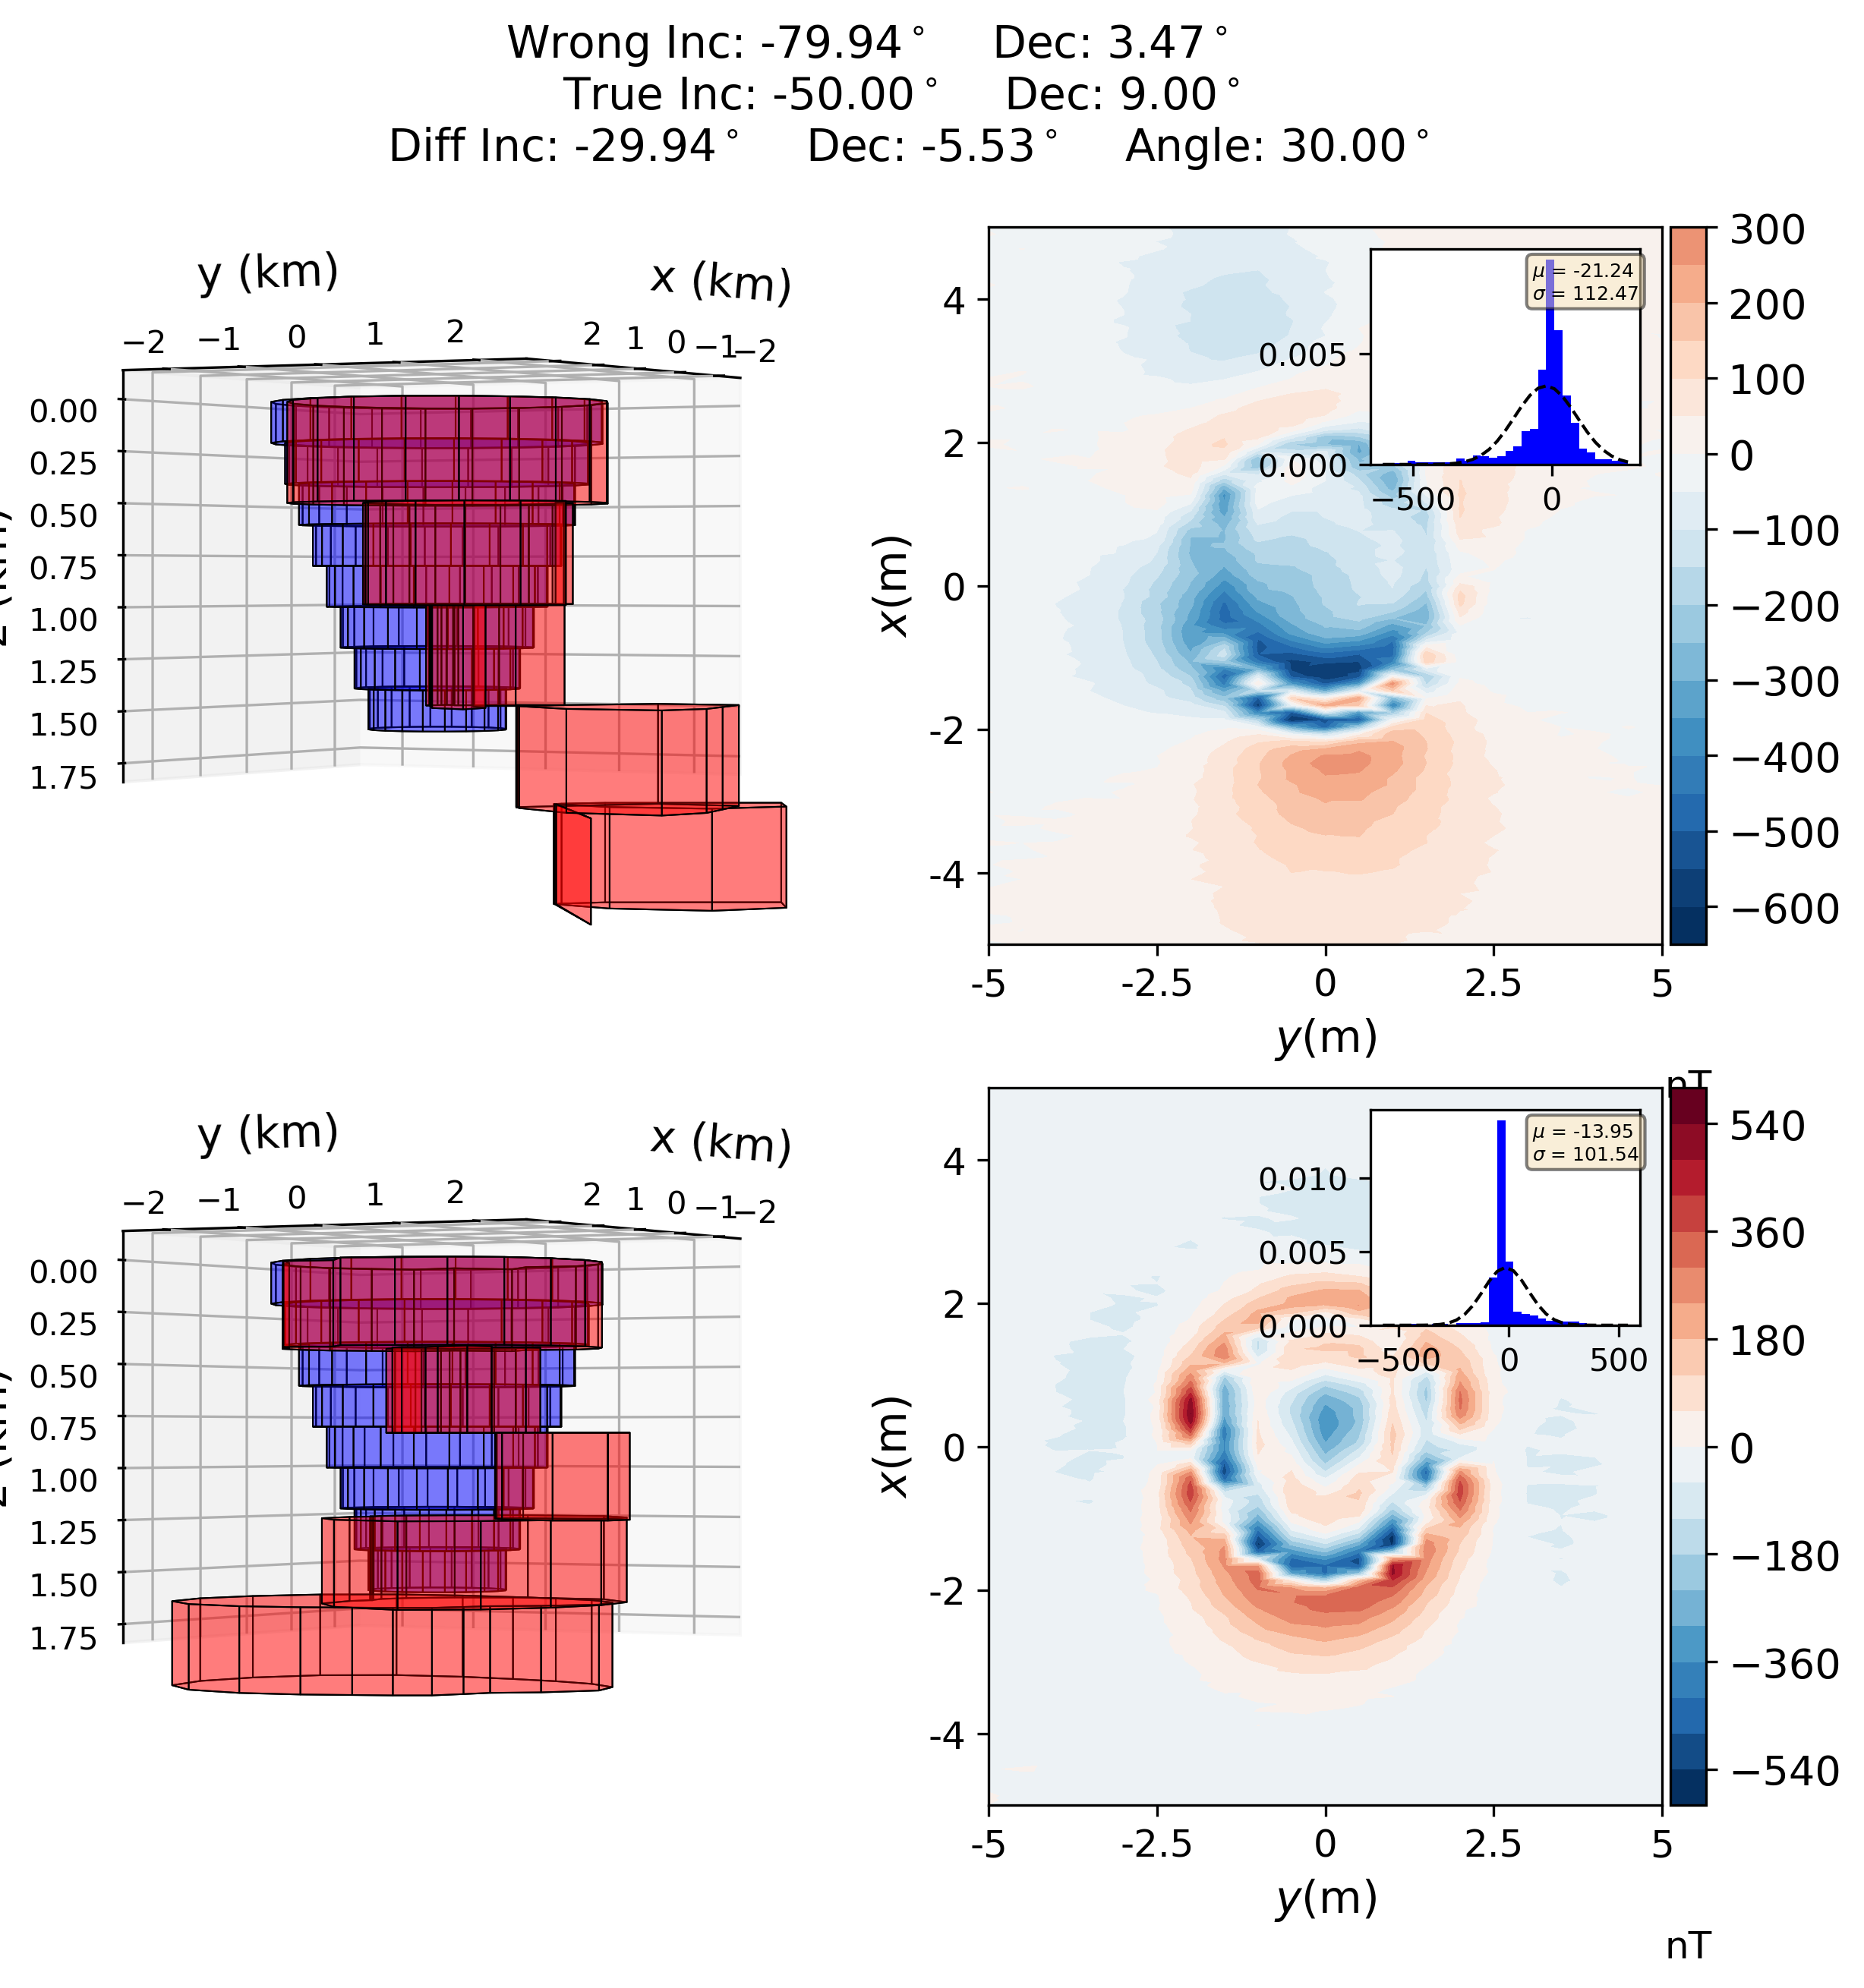 Wrong Inc: -79.94° Dec: 3.47°
True Inc: -50.00° Dec: 9.00°
Diff Inc: -29.94° Dec: -5.53° Angle: 30.00°
y (km)
x (km)
−2 −1 0 1 2
2 1 0 −1 −2
0.00
0.25
0.50
0.75
1.00
1.25
1.50
1.75
4
2
0
-2
-4
x(m)
-5 -2.5 0 2.5 5
y(m)
μ = -21.24
σ = 112.47
0.005
0.000
−500 0
300
200
100
0
−100
−200
−300
−400
−500
−600
nT
y (km)
x (km)
−2 −1 0 1 2
2 1 0 −1 −2
0.00
0.25
0.50
0.75
1.00
1.25
1.50
1.75
4
2
0
-2
-4
x(m)
-5 -2.5 0 2.5 5
y(m)
μ = -13.95
σ = 101.54
0.010
0.005
0.000
−500 0 500
540
360
180
0
−180
−360
−540
nT